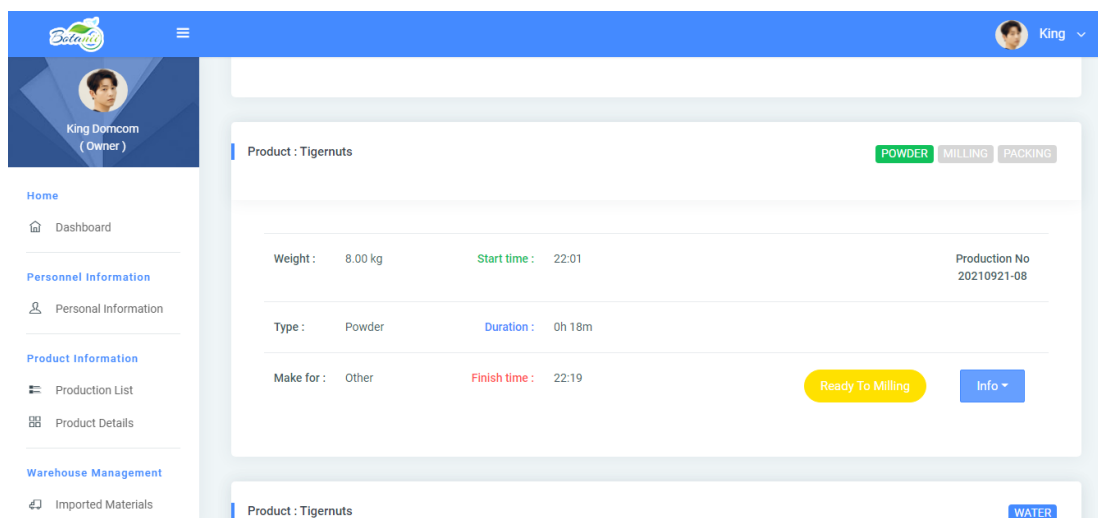 Botanii
King
King Domcom
( Owner )
Home
Dashboard
Personnel Information
Personal Information
Product Information
Production List
Product Details
Warehouse Management
Imported Materials
Product : Tigernuts
POWDER MILLING PACKING
Weight : 8.00 kg Start time : 22:01 Production No
20210921-08
Type : Powder Duration : 0h 18m
Make for : Other Finish time : 22:19 Ready To Milling Info
Product : Tigernuts
WATER